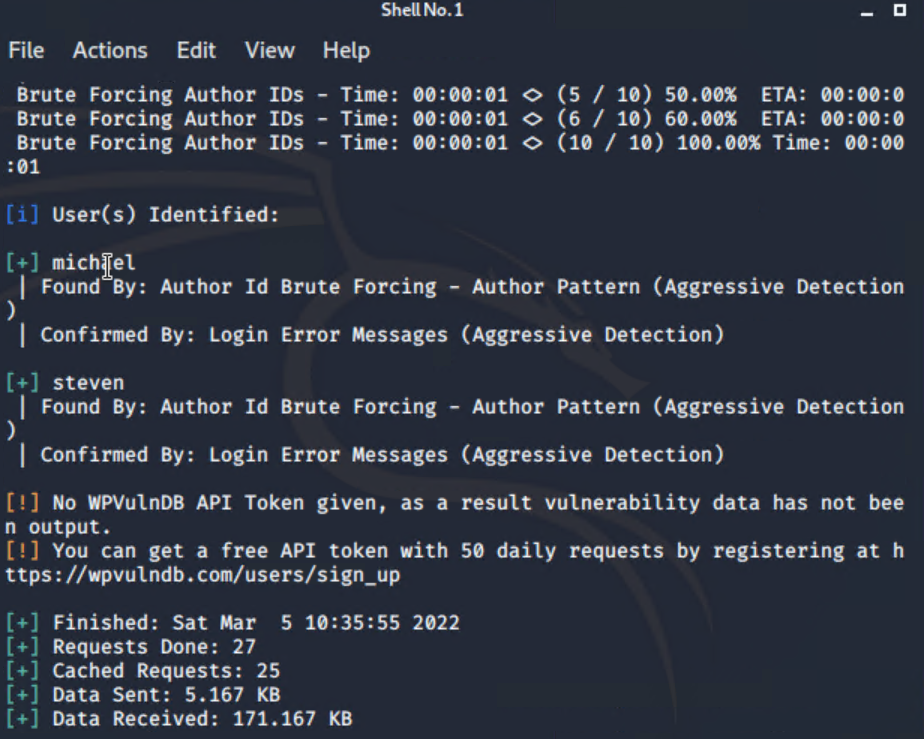 Shell No.1
File Actions Edit View Help
Brute Forcing Author IDs - Time: 00:00:01 <> (5 / 10) 50.00%  ETA: 00:00:0
Brute Forcing Author IDs - Time: 00:00:01 <> (6 / 10) 60.00%  ETA: 00:00:0
Brute Forcing Author IDs - Time: 00:00:01 <> (10 / 10) 100.00% Time: 00:00
:01
[i] User(s) Identified:
[+] michael
| Found By: Author Id Brute Forcing - Author Pattern (Aggressive Detection
)
| Confirmed By: Login Error Messages (Aggressive Detection)
[+] steven
| Found By: Author Id Brute Forcing - Author Pattern (Aggressive Detection
)
| Confirmed By: Login Error Messages (Aggressive Detection)
[!] No WPVulnDB API Token given, as a result vulnerability data has not bee
n output.
[!] You can get a free API token with 50 daily requests by registering at h
ttps://wpvulndb.com/users/sign_up
[+] Finished: Sat Mar  5 10:35:55 2022
[+] Requests Done: 27
[+] Cached Requests: 25
[+] Data Sent: 5.167 KB
[+] Data Received: 171.167 KB